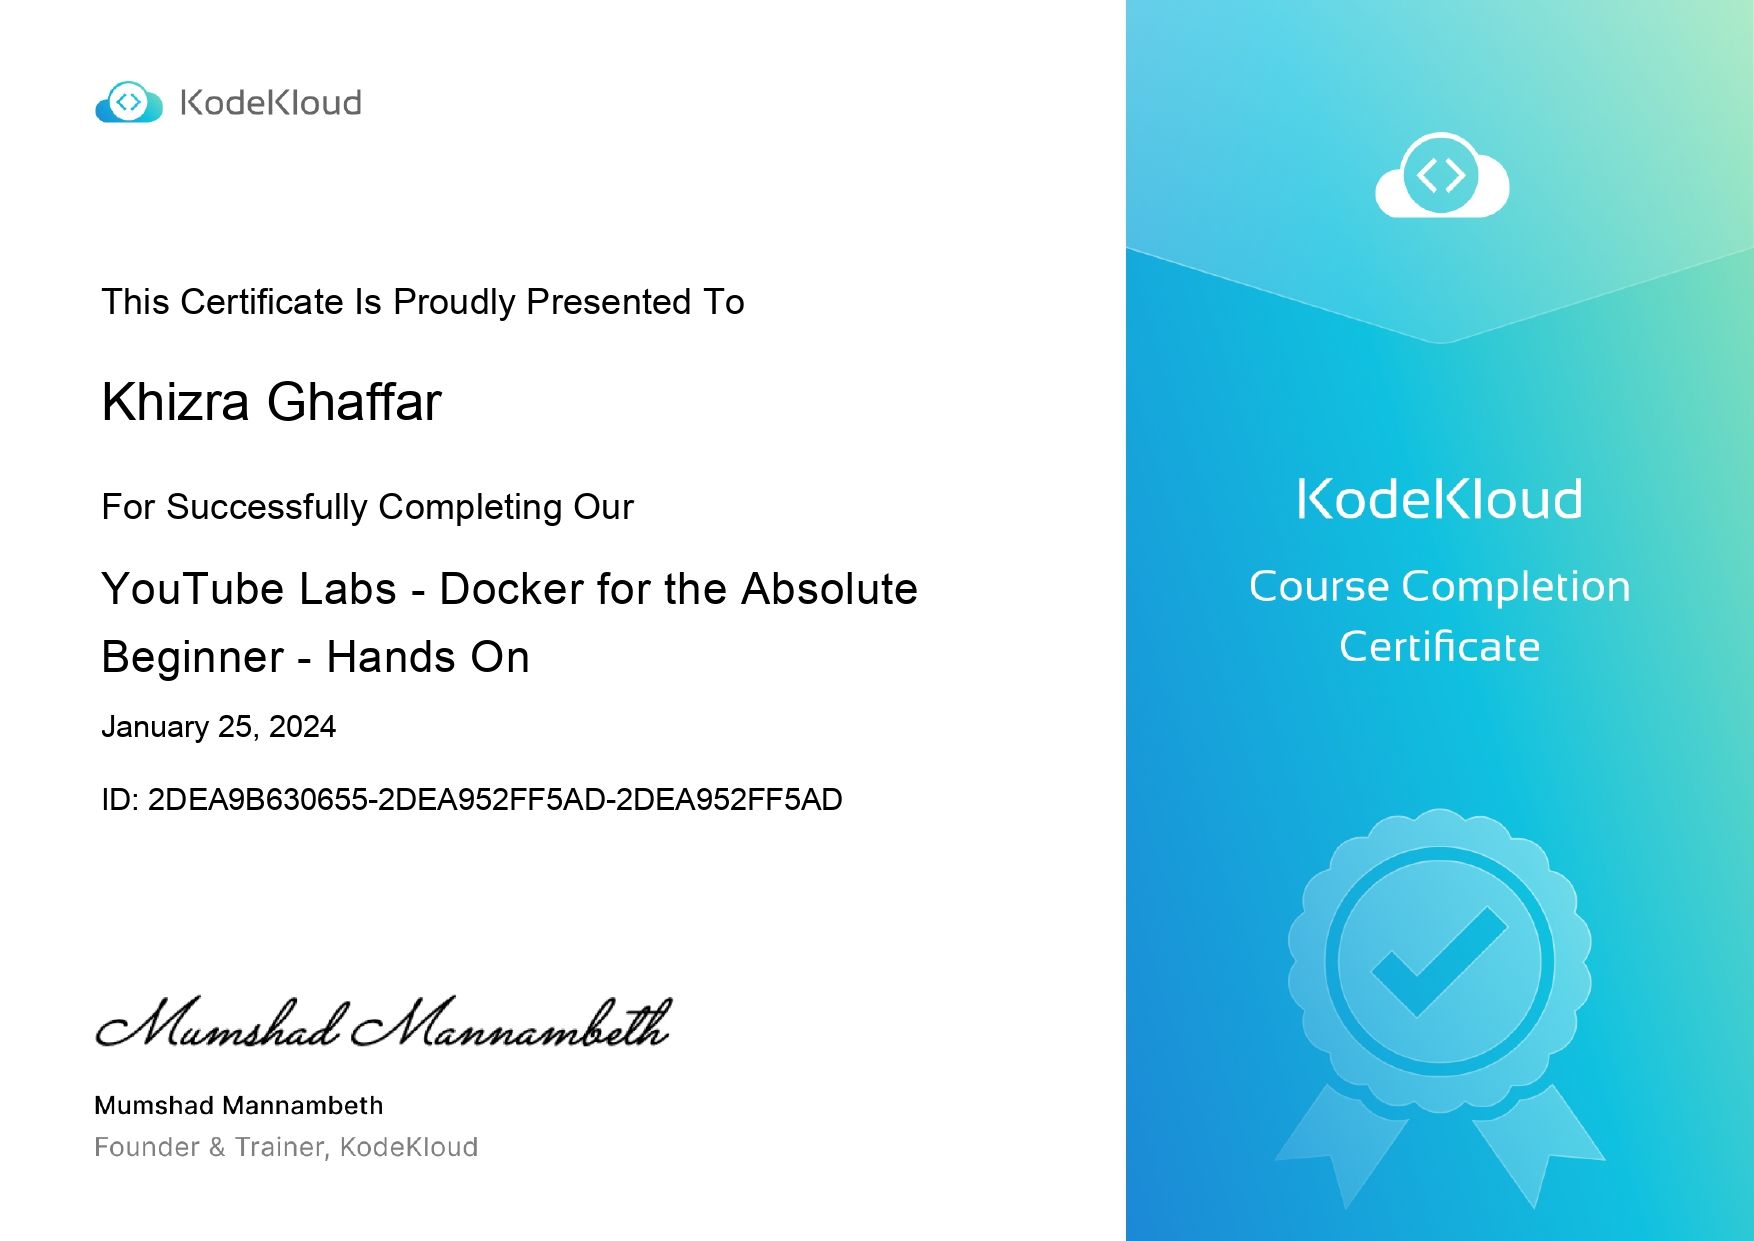 KodeKloud
This Certificate Is Proudly Presented To
Khizra Ghaffar
For Successfully Completing Our
YouTube Labs - Docker for the Absolute
Beginner - Hands On
January 25, 2024
ID: 2DEA9B630655-2DEA952FF5AD-2DEA952FF5AD
Mumshad Mannambeth
Mumshad Mannambeth
Founder & Trainer, KodeKloud
KodeKloud
Course Completion
Certificate